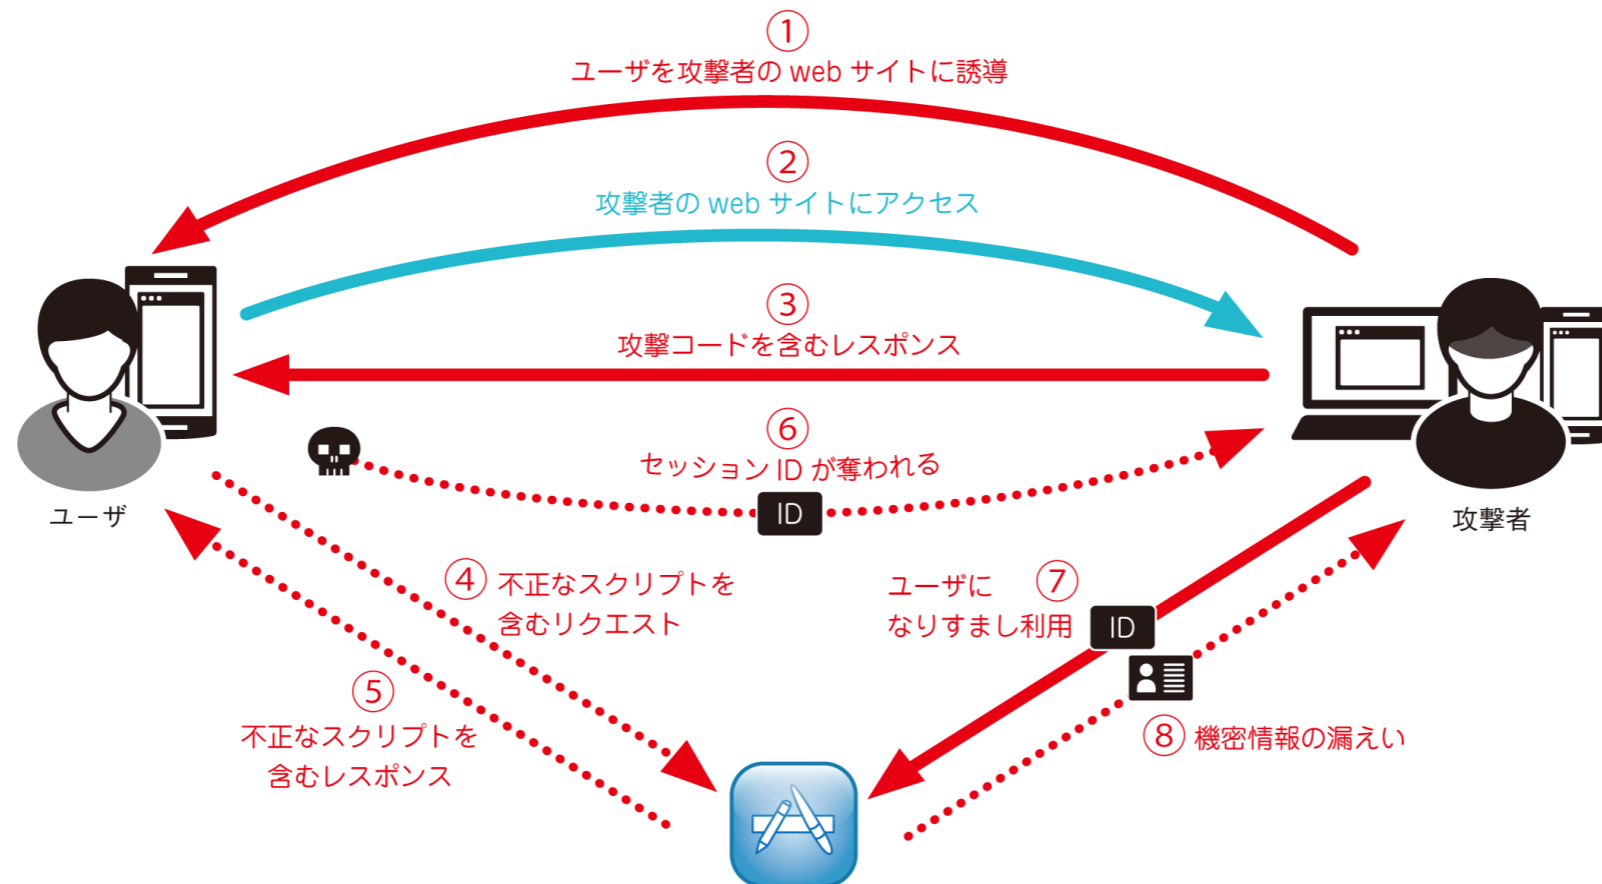 ①
ユーザを攻撃者の web サイトに誘導
②
攻撃者の web サイトにアクセス
③
攻撃コードを含むレスポンス
⑥
セッション ID が奪われる
ID
ユーザ
攻撃者
④ 不正なスクリプトを
含むリクエスト
ユーザに ⑦
なりすまし利用
ID
⑤
不正なスクリプトを
含むレスポンス
⑧ 機密情報の漏えい